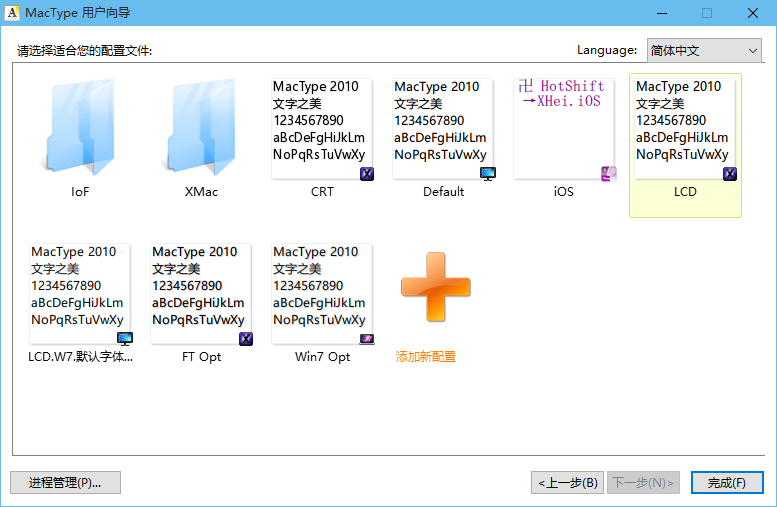 MacType 用户向导
请选择适合您的配置文件:
Language:
简体中文
IoF
XMac
MacType 2010
文字之美
1234567890
aBcDeFgHiJkLm
NoPqRsTuVwXy
CRT
MacType 2010
文字之美
1234567890
aBcDeFgHiJkLm
NoPqRsTuVwXy
Default
卍 HotShift
→XHei.iOS
iOS
MacType 2010
文字之美
1234567890
aBcDeFgHiJkLm
NoPqRsTuVwXy
LCD
MacType 2010
文字之美
1234567890
aBcDeFgHiJkLm
NoPqRsTuVwXy
LCD.W7.默认字体...
MacType 2010
文字之美
1234567890
aBcDeFgHiJkLm
NoPqRsTuVwXy
FT Opt
MacType 2010
文字之美
1234567890
aBcDeFgHiJkLm
NoPqRsTuVwXy
Win7 Opt
添加新配置
进程管理(P)...
<上一步(B)
下一步(N)>
完成(F)